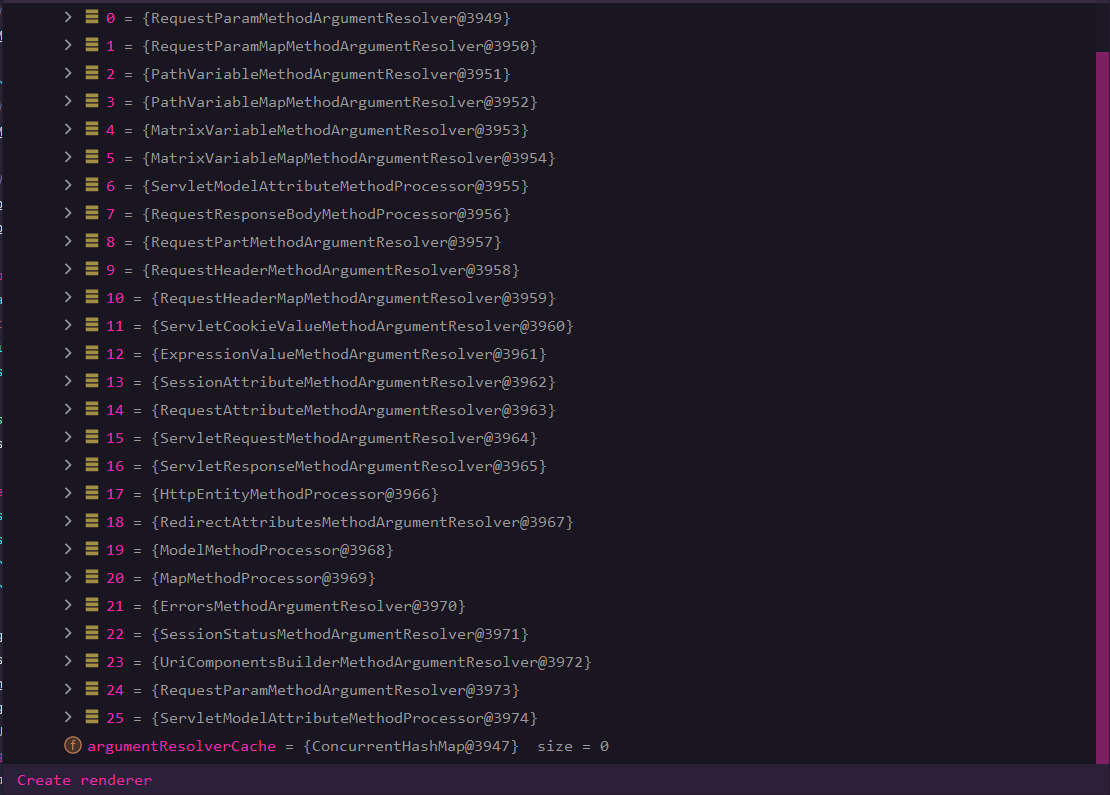 0 = {RequestParamMethodArgumentResolver@3949}
1 = {RequestParamMapMethodArgumentResolver@3950}
2 = {PathVariableMethodArgumentResolver@3951}
3 = {PathVariableMapMethodArgumentResolver@3952}
4 = {MatrixVariableMethodArgumentResolver@3953}
5 = {MatrixVariableMapMethodArgumentResolver@3954}
6 = {ServletModelAttributeMethodProcessor@3955}
7 = {RequestResponseBodyMethodProcessor@3956}
8 = {RequestPartMethodArgumentResolver@3957}
9 = {RequestHeaderMethodArgumentResolver@3958}
10 = {RequestHeaderMapMethodArgumentResolver@3959}
11 = {ServletCookieValueMethodArgumentResolver@3960}
12 = {ExpressionValueMethodArgumentResolver@3961}
13 = {SessionAttributeMethodArgumentResolver@3962}
14 = {RequestAttributeMethodArgumentResolver@3963}
15 = {ServletRequestMethodArgumentResolver@3964}
16 = {ServletResponseMethodArgumentResolver@3965}
17 = {HttpEntityMethodProcessor@3966}
18 = {RedirectAttributesMethodArgumentResolver@3967}
19 = {ModelMethodProcessor@3968}
20 = {MapMethodProcessor@3969}
21 = {ErrorsMethodArgumentResolver@3970}
22 = {SessionStatusMethodArgumentResolver@3971}
23 = {UriComponentsBuilderMethodArgumentResolver@3972}
24 = {RequestParamMethodArgumentResolver@3973}
25 = {ServletModelAttributeMethodProcessor@3974}
f argumentResolverCache = {ConcurrentHashMap@3947} size = 0
Create renderer